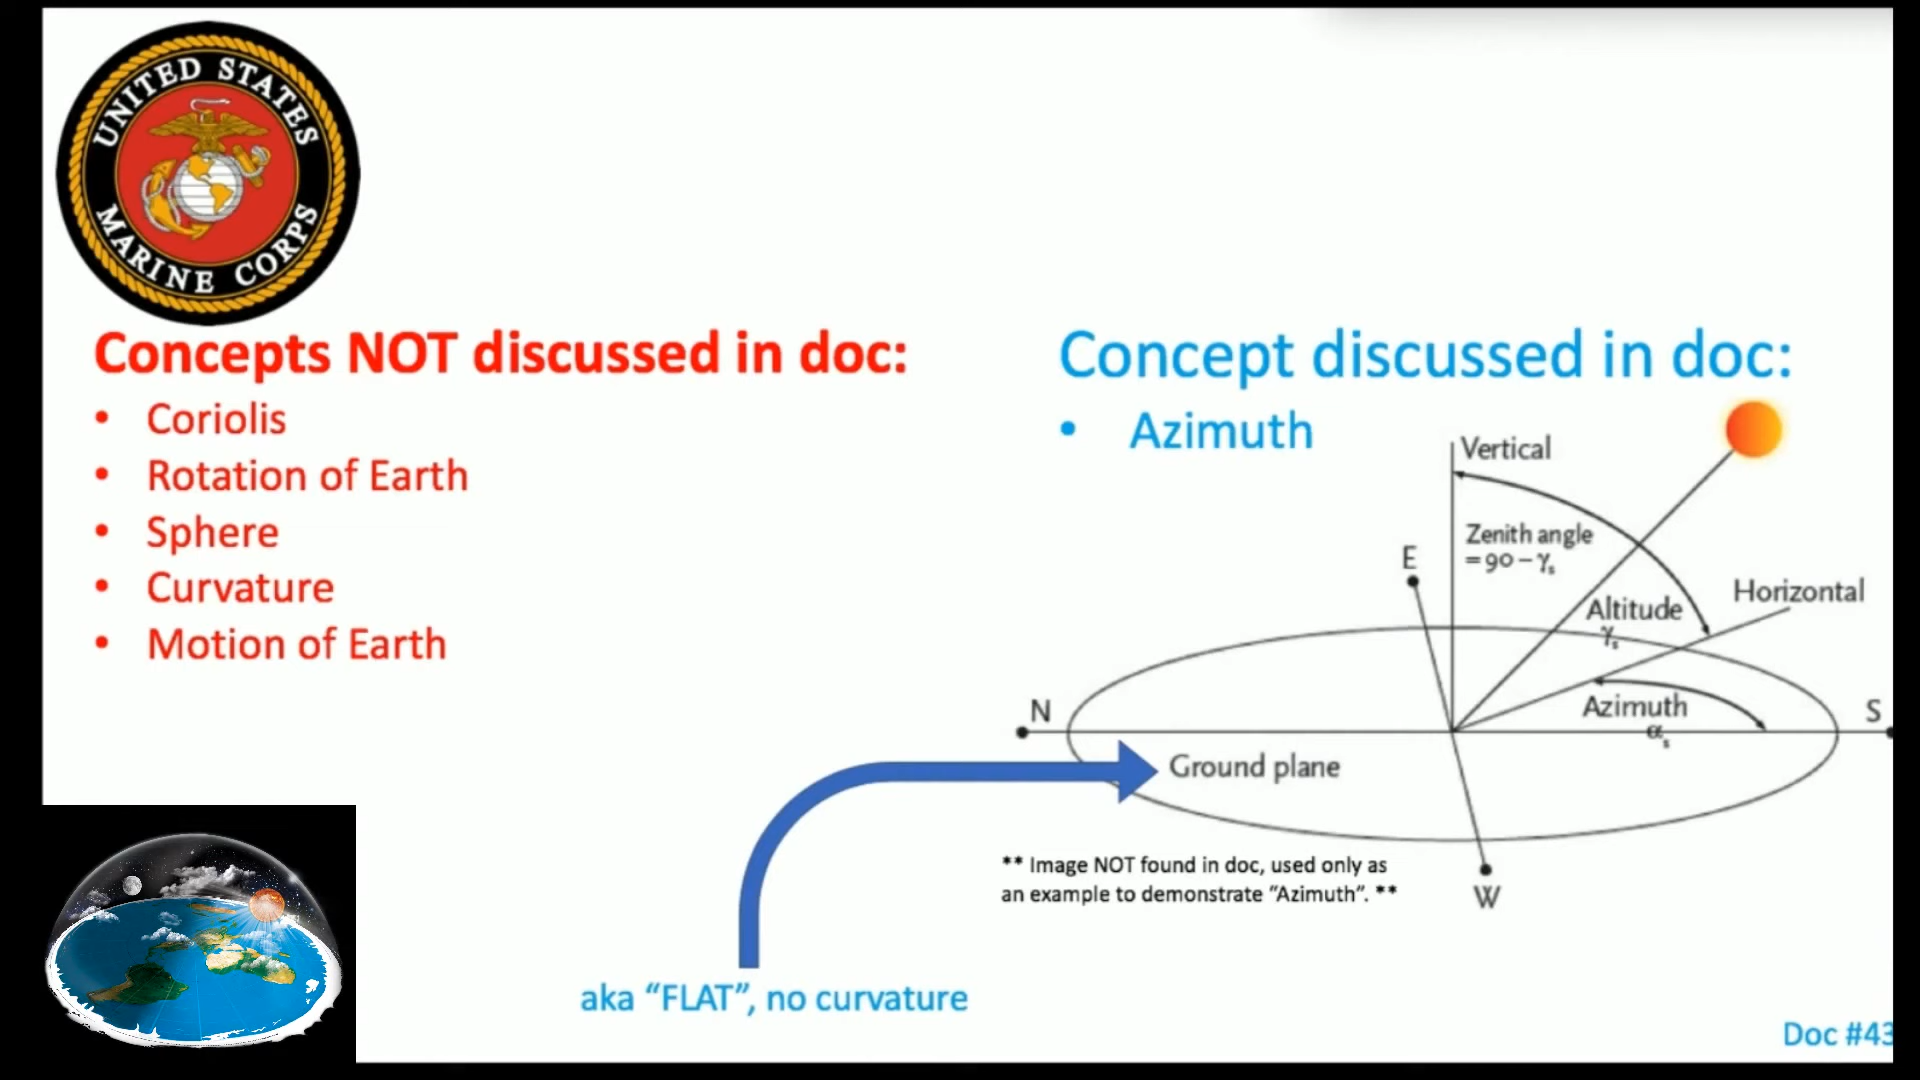 UNITED STATES
MARINE CORPS
Concepts NOT discussed in doc:
• Coriolis
• Rotation of Earth
• Sphere
• Curvature
• Motion of Earth
Concept discussed in doc:
• Azimuth
Vertical
Zenith angle
= 90 – γs
E
Horizontal
Altitude
γs
N
Azimuth
αs
S
Ground plane
** Image NOT found in doc, used only as
an example to demonstrate “Azimuth”. **
W
aka “FLAT”, no curvature
Doc #43